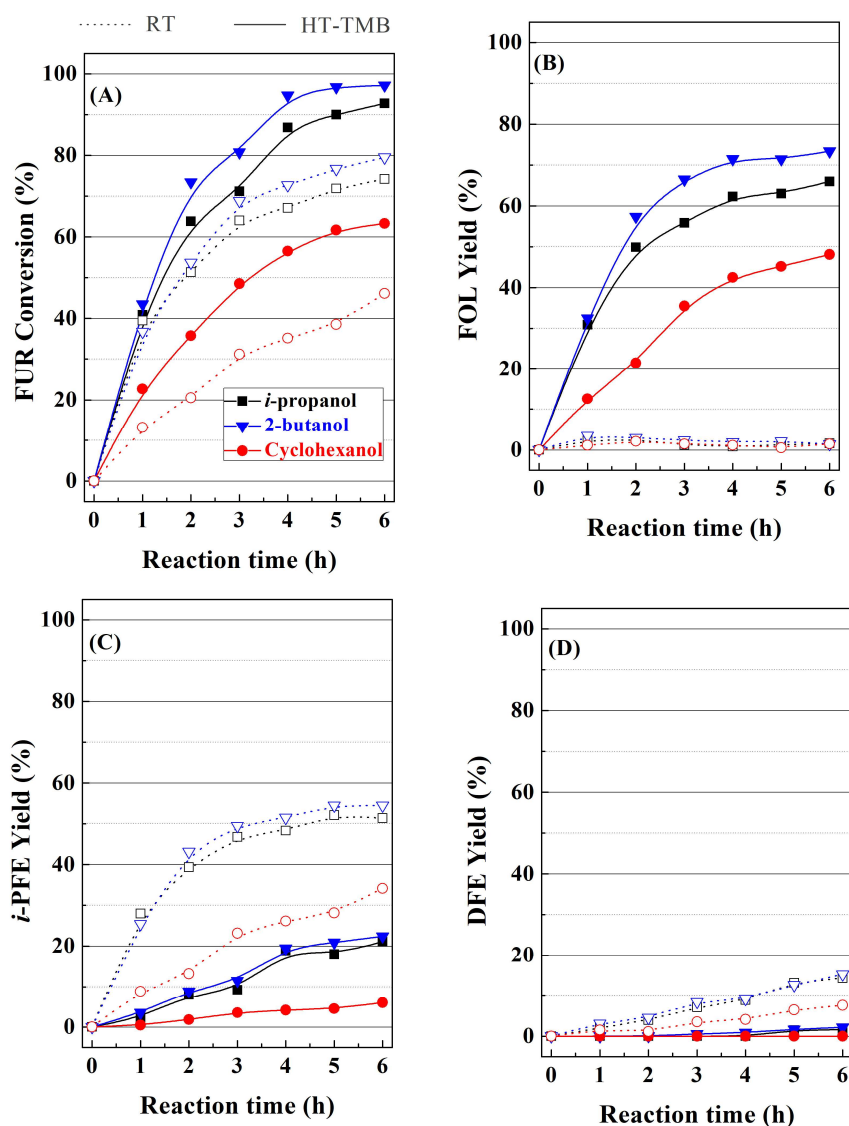 RT HT-TMB
(A)
FUR Conversion (%)
100
80
60
40
20
0
i-propanol
2-butanol
Cyclohexanol
0 1 2 3 4 5 6
Reaction time (h)
(B)
FOL Yield (%)
100
80
60
40
20
0
0 1 2 3 4 5 6
Reaction time (h)
(C)
i-PFE Yield (%)
100
80
60
40
20
0
0 1 2 3 4 5 6
Reaction time (h)
(D)
DFE Yield (%)
100
80
60
40
20
0
0 1 2 3 4 5 6
Reaction time (h)